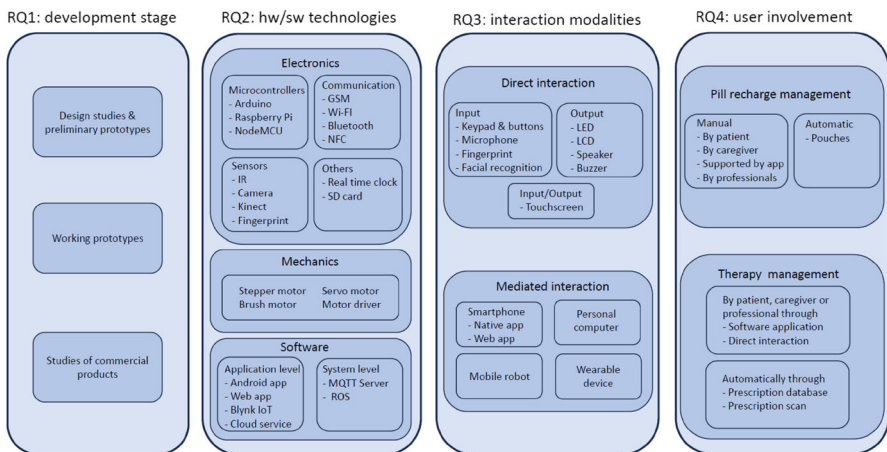 RQ1: development stage
Design studies &
preliminary prototypes
Working prototypes
Studies of commercial
products
RQ2: hw/sw technologies
Electronics
Microcontrollers
- Arduino
- Raspberry Pi
- NodeMCU
Communication
- GSM
- Wi-FI
- Bluetooth
- NFC
Sensors
- IR
- Camera
- Kinect
- Fingerprint
Others
- Real time clock
- SD card
Mechanics
Stepper motor
Brush motor
Servo motor
Motor driver
Software
Application level
- Android app
- Web app
- Blynk IoT
- Cloud service
System level
- MQTT Server
- ROS
RQ3: interaction modalities
Direct interaction
Input
- Keypad & buttons
- Microphone
- Fingerprint
- Facial recognition
Output
- LED
- LCD
- Speaker
- Buzzer
Input/Output
- Touchscreen
Mediated interaction
Smartphone
- Native app
- Web app
Personal
computer
Mobile robot
Wearable
device
RQ4: user involvement
Pill recharge management
Manual
- By patient
- By caregiver
- Supported by app
- By professionals
Automatic
- Pouches
Therapy management
By patient, caregiver or
professional through
- Software application
- Direct interaction
Automatically through
- Prescription database
- Prescription scan